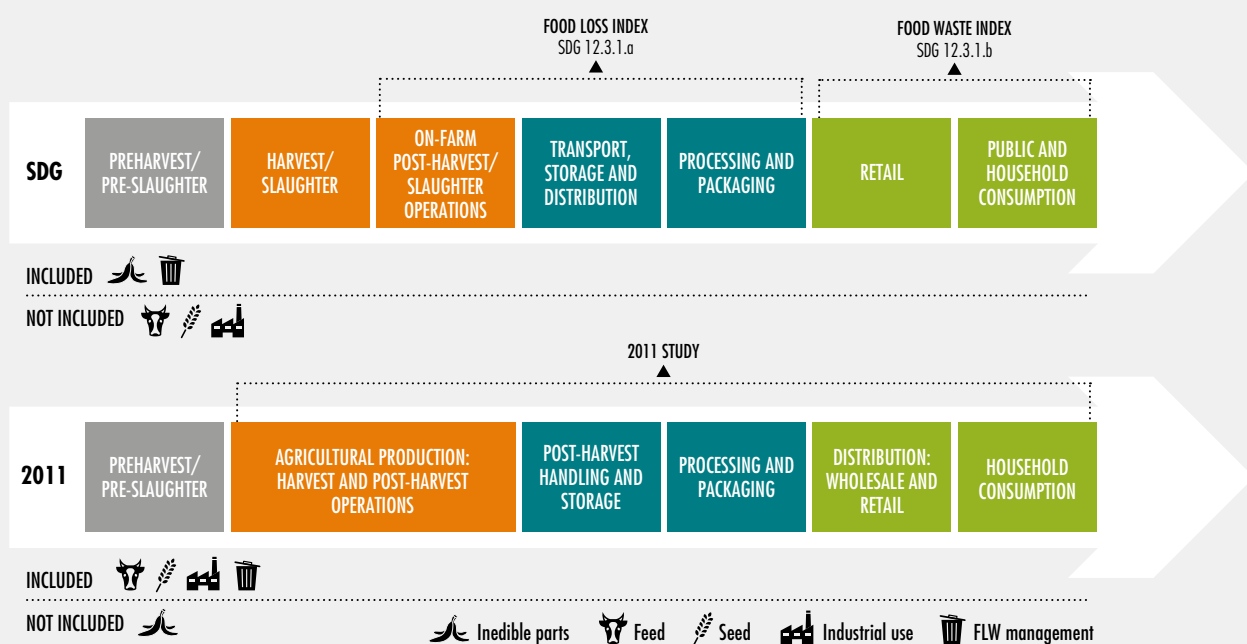 FOOD LOSS INDEX
SDG 12.3.1.a
FOOD WASTE INDEX
SDG 12.3.1.b
SDG
PREHARVEST/
PRE-SLAUGHTER
HARVEST/
SLAUGHTER
ON-FARM
POST-HARVEST/
SLAUGHTER
OPERATIONS
TRANSPORT,
STORAGE AND
DISTRIBUTION
PROCESSING AND
PACKAGING
RETAIL
PUBLIC AND
HOUSEHOLD
CONSUMPTION
INCLUDED
NOT INCLUDED
2011 STUDY
2011
PREHARVEST/
PRE-SLAUGHTER
AGRICULTURAL PRODUCTION:
HARVEST AND POST-HARVEST
OPERATIONS
POST-HARVEST
HANDLING AND
STORAGE
PROCESSING AND
PACKAGING
DISTRIBUTION:
WHOLESALE AND
RETAIL
HOUSEHOLD
CONSUMPTION
INCLUDED
NOT INCLUDED
Inedible parts
Feed
Seed
Industrial use
FLW management